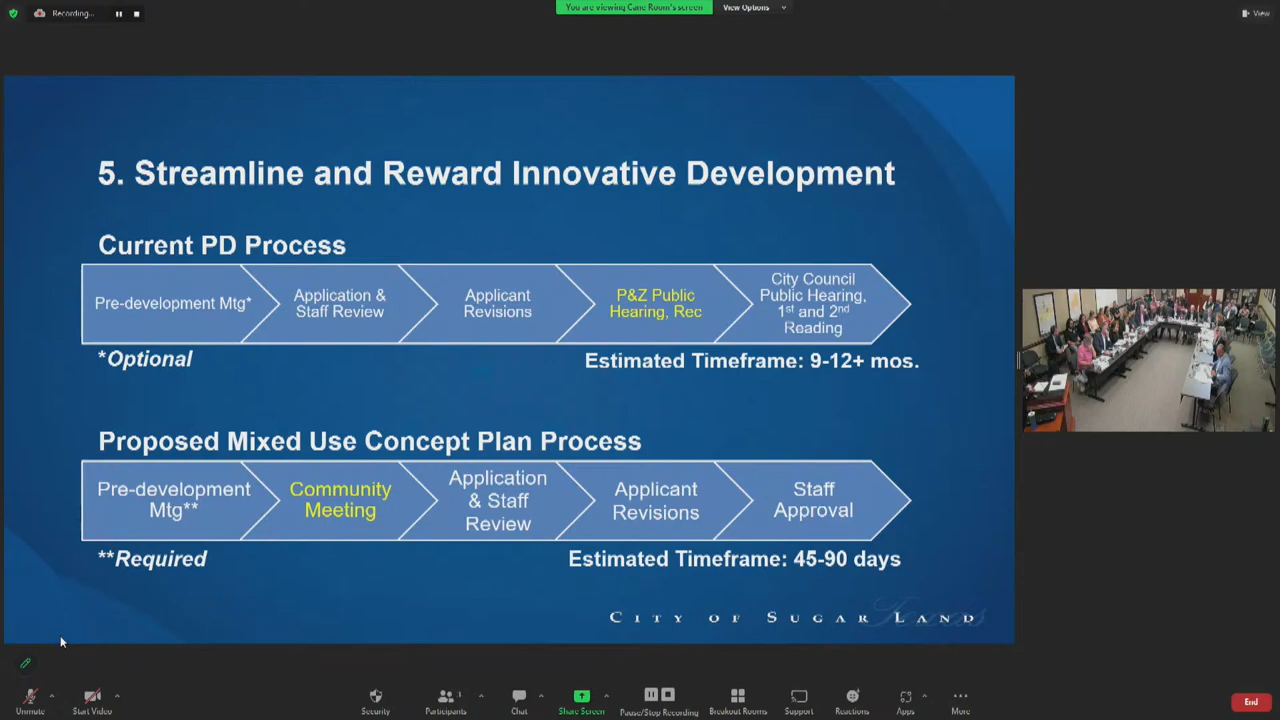 Recording...
You are viewing Cane Room's screen
View Options
View
5. Streamline and Reward Innovative Development
Current PD Process
Pre-development Mtg*
Application &
Staff Review
Applicant
Revisions
P&Z Public
Hearing, Rec
City Council
Public Hearing,
1st and 2nd
Reading
*Optional
Estimated Timeframe: 9-12+ mos.
Proposed Mixed Use Concept Plan Process
Pre-development
Mtg**
Community
Meeting
Application
& Staff
Review
Applicant
Revisions
Staff
Approval
**Required
Estimated Timeframe: 45-90 days
CITY OF SUGAR LAND
Unmute
Start Video
Security
Participants
1
Chat
Share Screen
Pause/Stop Recording
Breakout Rooms
Support
Reactions
Apps
More
End